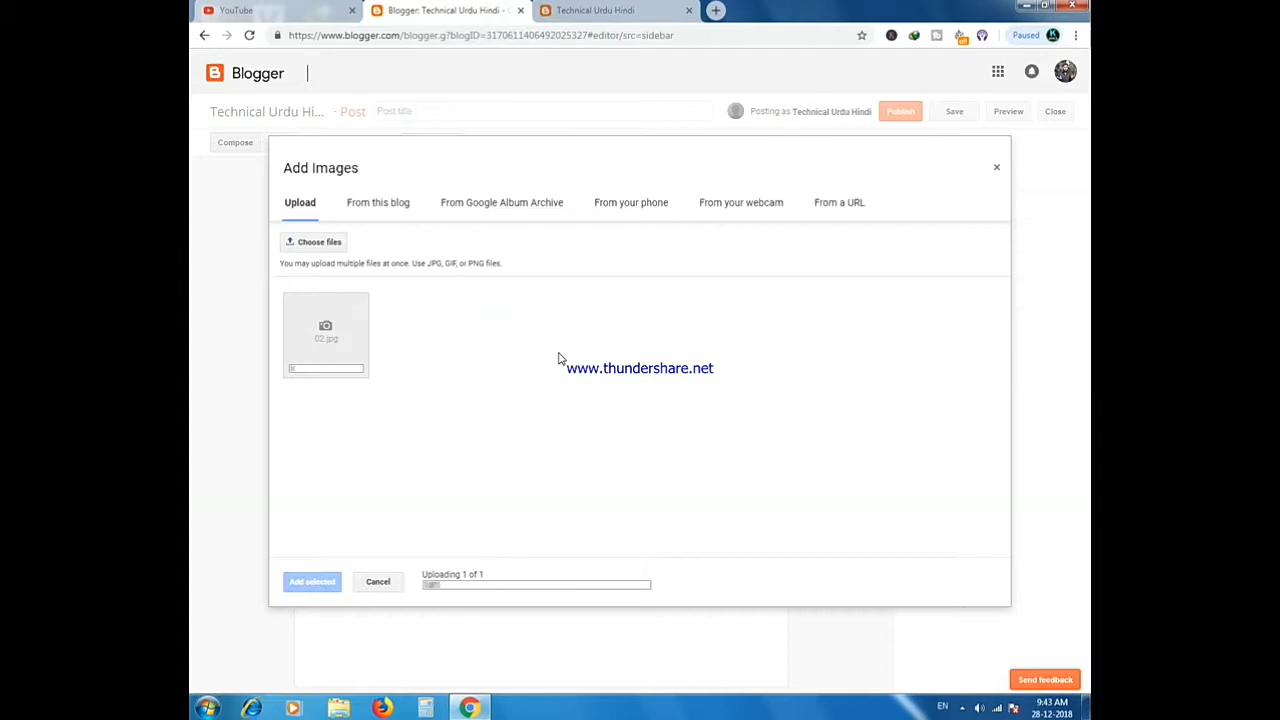 YouTube
Blogger: Technical Urdu Hindi -
Technical Urdu Hindi
https://www.blogger.com/blogger.g?blogID=3170611406492025327#editor/src=sidebar
Paused
Blogger
Technical Urdu Hi... · Post
Post title
Posting as Technical Urdu Hindi
Publish
Save
Preview
Close
Compose
Add Images
Upload
From this blog
From Google Album Archive
From your phone
From your webcam
From a URL
Choose files
You may upload multiple files at once. Use JPG, GIF, or PNG files.
02.jpg
www.thundershare.net
Add selected
Cancel
Uploading 1 of 1
Send feedback
EN
9:43 AM
28-12-2018